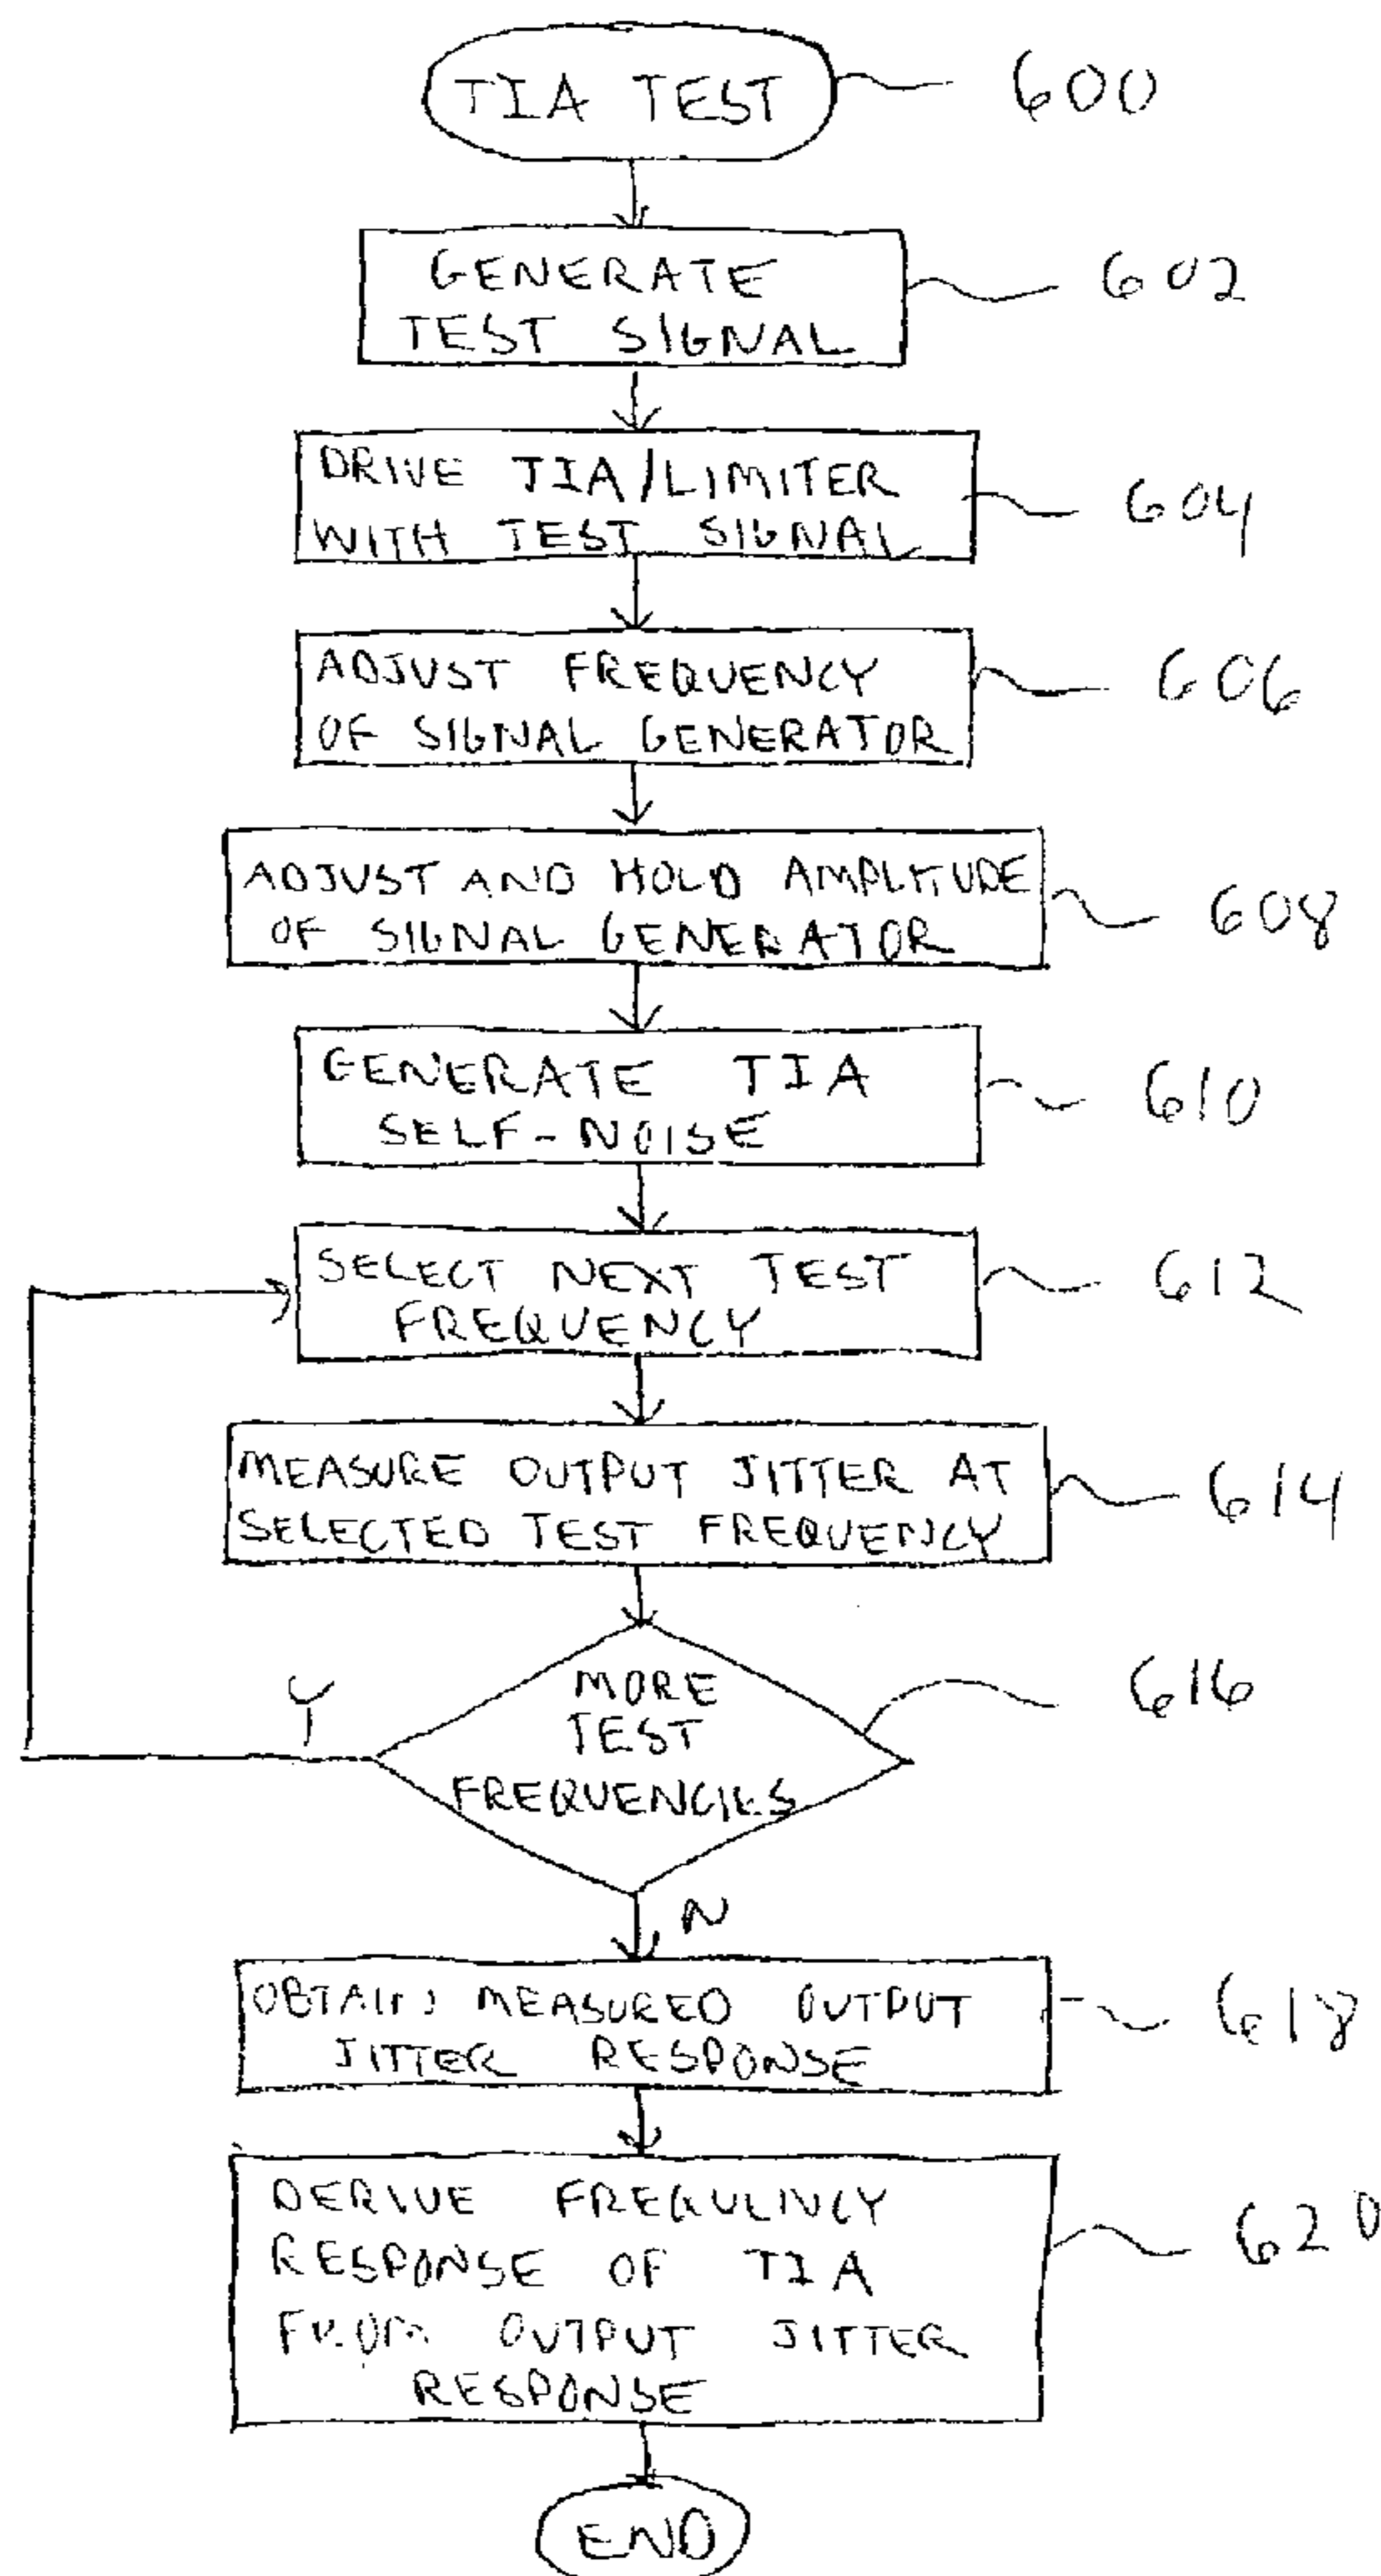 TIA TEST
600
GENERATE
TEST SIGNAL
602
DRIVE TIA/LIMITER
WITH TEST SIGNAL
604
ADJUST FREQUENCY
OF SIGNAL GENERATOR
606
ADJUST AND HOLD AMPLITUDE
OF SIGNAL GENERATOR
608
GENERATE TIA
SELF-NOISE
610
SELECT NEXT TEST
FREQUENCY
612
MEASURE OUTPUT JITTER AT
SELECTED TEST FREQUENCY
614
MORE
TEST
FREQUENCIES
616
Y
N
OBTAIN MEASURED OUTPUT
JITTER RESPONSE
618
DERIVE FREQUENCY
RESPONSE OF TIA
FROM OUTPUT JITTER
RESPONSE
620
END